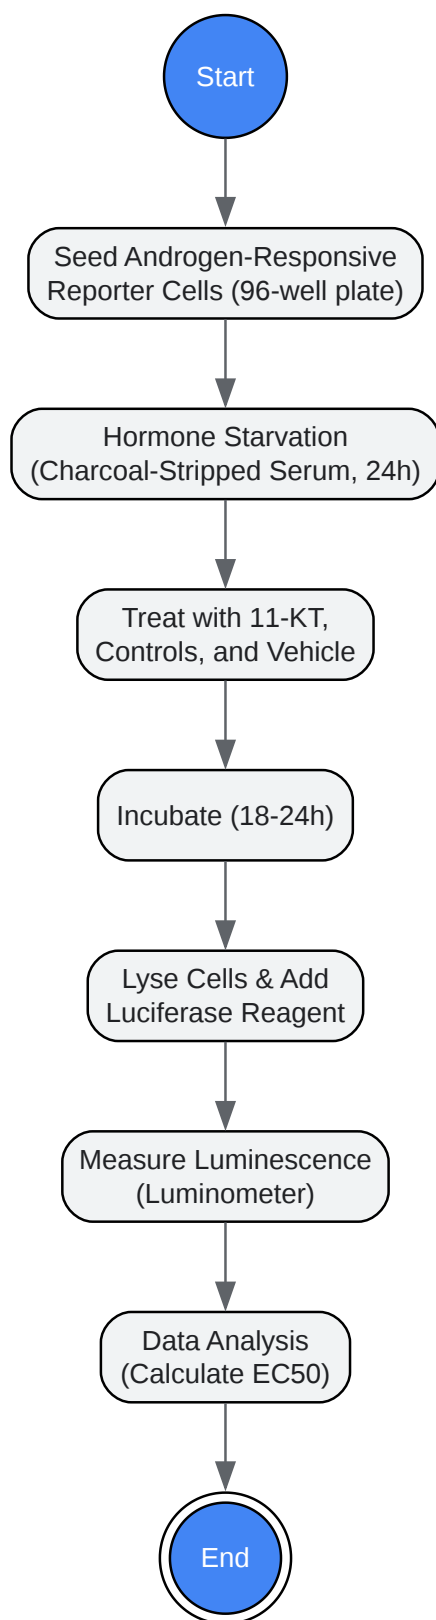 Start
Seed Androgen-Responsive
Reporter Cells (96-well plate)
Hormone Starvation
(Charcoal-Stripped Serum, 24h)
Treat with 11-KT,
Controls, and Vehicle
Incubate (18-24h)
Lyse Cells & Add
Luciferase Reagent
Measure Luminescence
(Luminometer)
Data Analysis
(Calculate EC50)
End